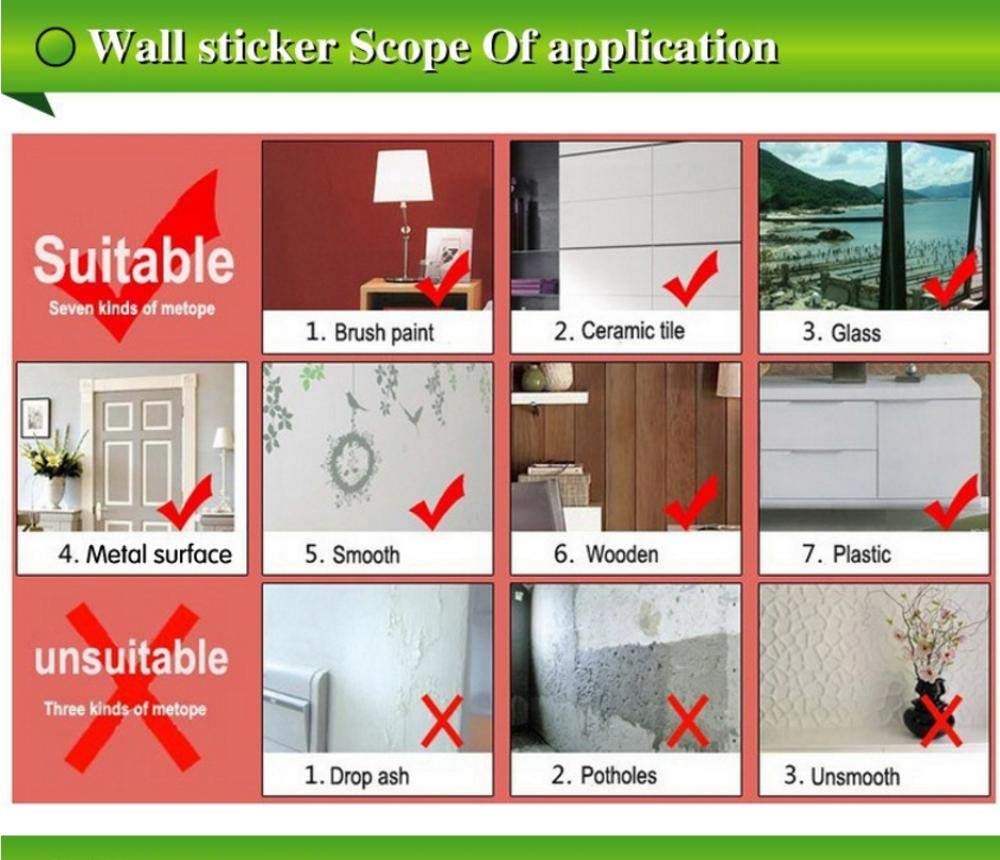 Wall sticker Scope Of application
Suitable
Seven kinds of metope
1. Brush paint
2. Ceramic tile
3. Glass
4. Metal surface
5. Smooth
6. Wooden
7. Plastic
unsuitable
Three kinds of metope
1. Drop ash
2. Potholes
3. Unsmooth